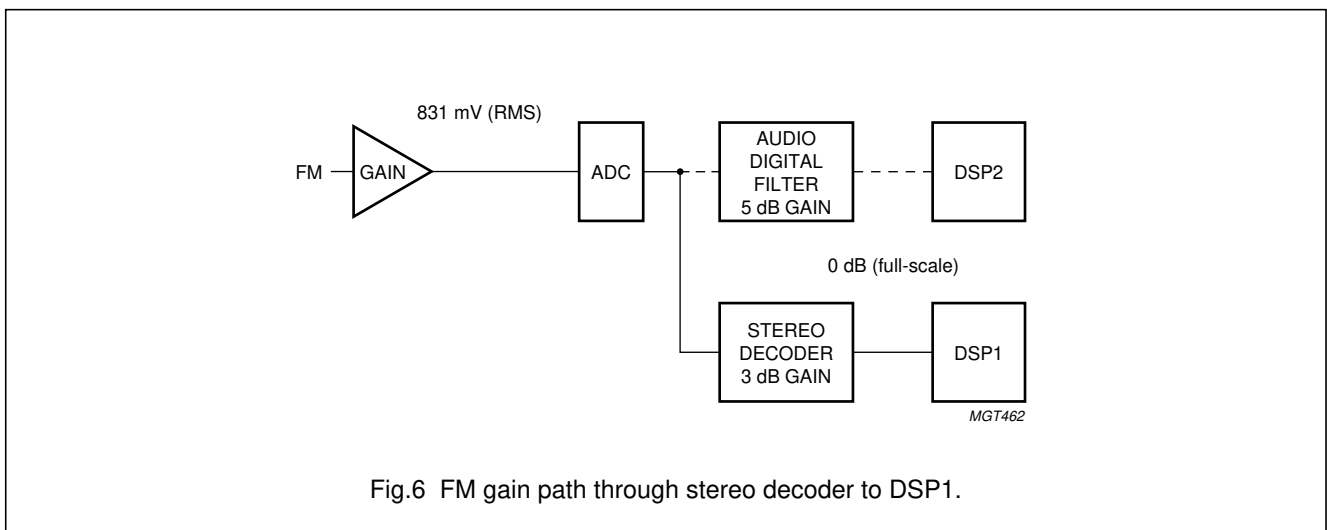 831 mV (RMS)
FM
GAIN
ADC
AUDIO
DIGITAL
FILTER
5 dB GAIN
DSP2
0 dB (full-scale)
STEREO
DECODER
3 dB GAIN
DSP1
MGT462
Fig.6 FM gain path through stereo decoder to DSP1.